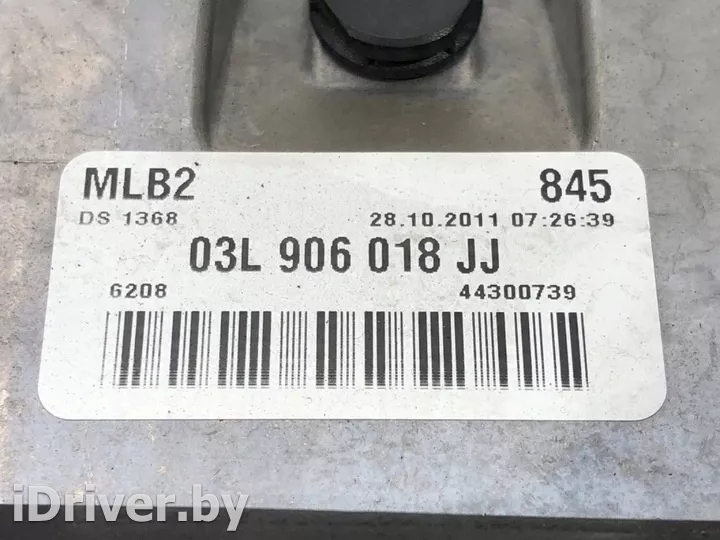 MLB2 845
DS 1368 28.10.2011 07:26:39
03L 906 018 JJ
6208 44300739
iDriver.by